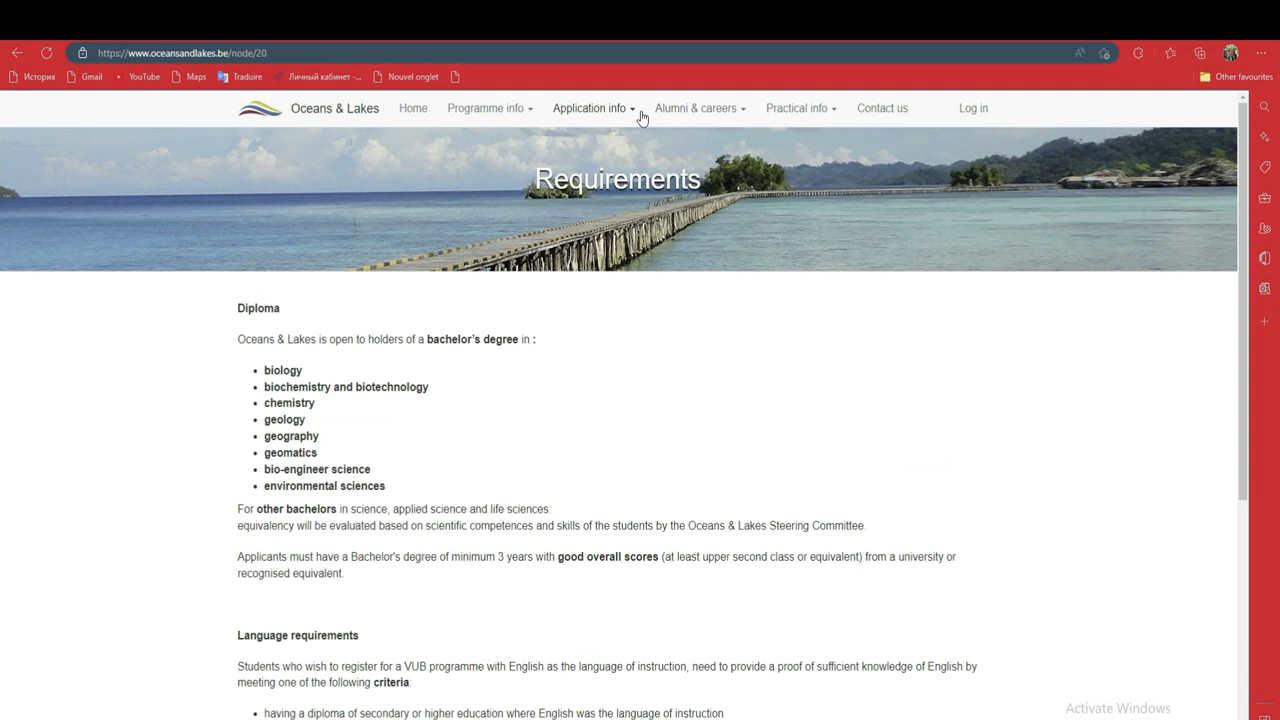 https://www.oceansandlakes.be/node/20
История Gmail YouTube Maps Traduire Личный кабинет -... Nouvel onglet Other favourites
Oceans & Lakes Home Programme info Application info Alumni & careers Practical info Contact us Log in
Requirements
Diploma
Oceans & Lakes is open to holders of a bachelor's degree in :
• biology
• biochemistry and biotechnology
• chemistry
• geology
• geography
• geomatics
• bio-engineer science
• environmental sciences
For other bachelors in science, applied science and life sciences:
equivalency will be evaluated based on scientific competences and skills of the students by the Oceans & Lakes Steering Committee.
Applicants must have a Bachelor's degree of minimum 3 years with good overall scores (at least upper second class or equivalent) from a university or
recognised equivalent.
Language requirements
Students who wish to register for a VUB programme with English as the language of instruction, need to provide a proof of sufficient knowledge of English by
meeting one of the following criteria:
• having a diploma of secondary or higher education where English was the language of instruction
Activate Windows